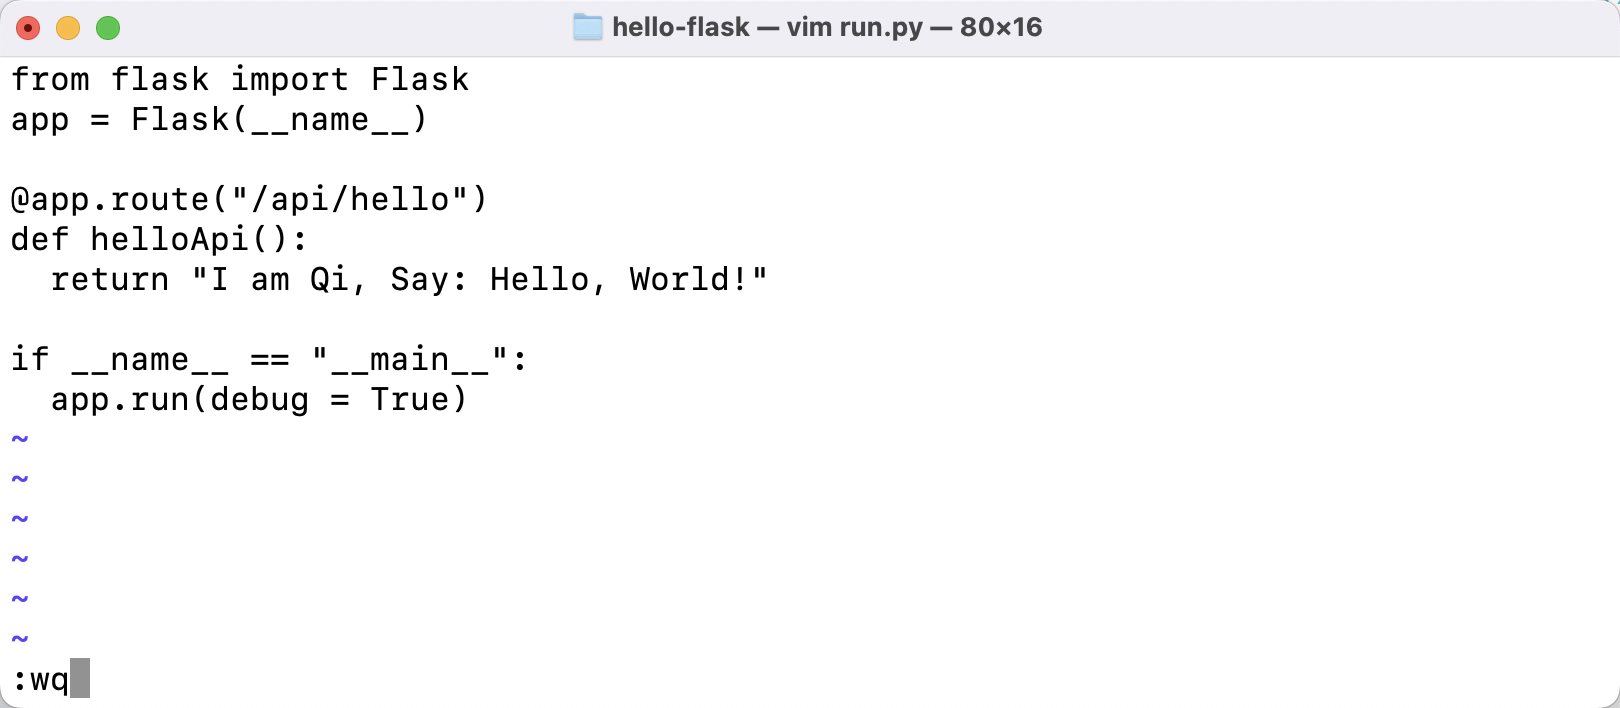 hello-flask — vim run.py — 80×16
from flask import Flask
app = Flask(__name__)
@app.route("/api/hello")
def helloApi():
  return "I am Qi, Say: Hello, World!"
if __name__ == "__main__":
  app.run(debug = True)
~
~
~
~
~
~
:wq